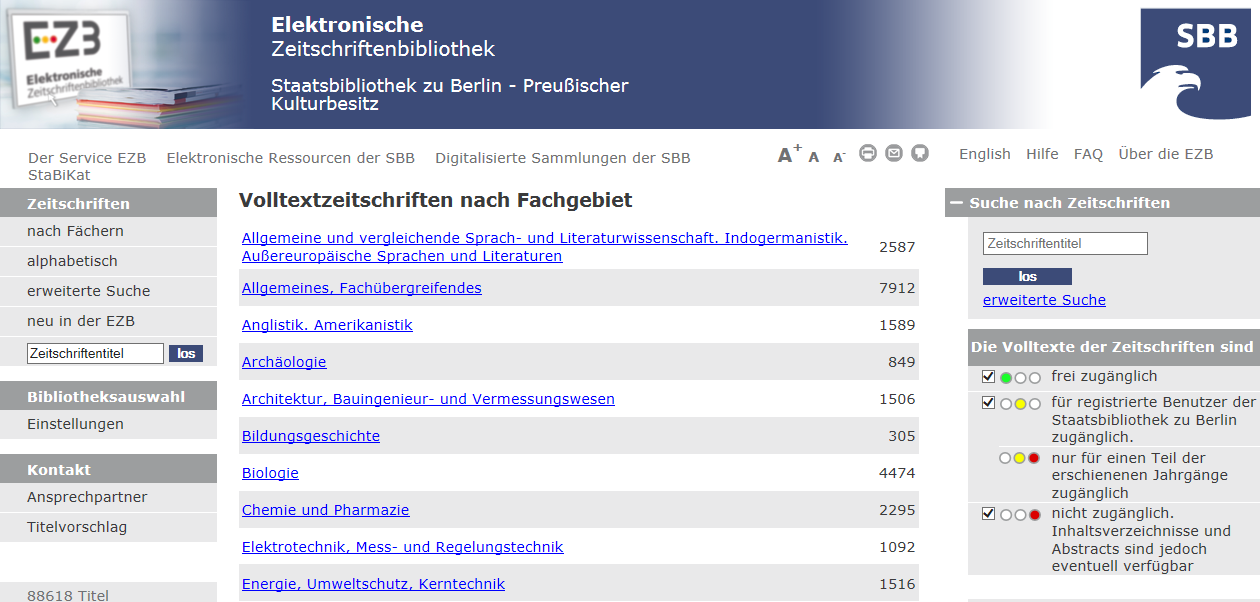 EZB
Elektronische
Zeitschriftenbibliothek
Elektronische
Zeitschriftenbibliothek
Staatsbibliothek zu Berlin - Preußischer
Kulturbesitz
SBB
Der Service EZB Elektronische Ressourcen der SBB Digitalisierte Sammlungen der SBB
StaBiKat
A+ A A-
English Hilfe FAQ Über die EZB
Zeitschriften
nach Fächern
alphabetisch
erweiterte Suche
neu in der EZB
Zeitschriftentitel los
Bibliotheksauswahl
Einstellungen
Kontakt
Ansprechpartner
Titelvorschlag
88618 Titel
Volltextzeitschriften nach Fachgebiet
Allgemeine und vergleichende Sprach- und Literaturwissenschaft. Indogermanistik.
Außereuropäische Sprachen und Literaturen 2587
Allgemeines, Fachübergreifendes 7912
Anglistik. Amerikanistik 1589
Archäologie 849
Architektur, Bauingenieur- und Vermessungswesen 1506
Bildungsgeschichte 305
Biologie 4474
Chemie und Pharmazie 2295
Elektrotechnik, Mess- und Regelungstechnik 1092
Energie, Umweltschutz, Kerntechnik 1516
Suche nach Zeitschriften
Zeitschriftentitel
los
erweiterte Suche
Die Volltexte der Zeitschriften sind
frei zugänglich
für registrierte Benutzer der
Staatsbibliothek zu Berlin
zugänglich.
nur für einen Teil der
erschienenen Jahrgänge
zugänglich
nicht zugänglich.
Inhaltsverzeichnisse und
Abstracts sind jedoch
eventuell verfügbar